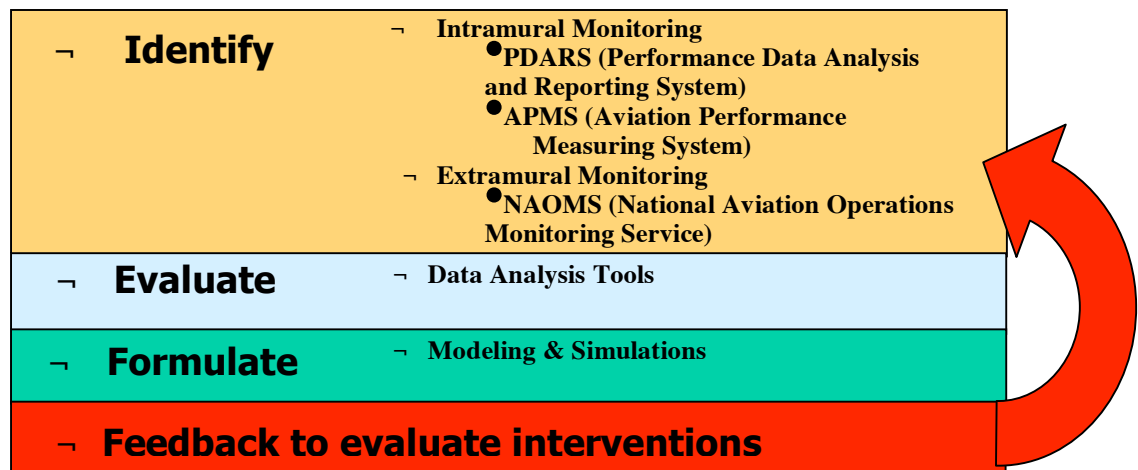 ¬ Identify
¬ Intramural Monitoring
●PDARS (Performance Data Analysis
and Reporting System)
●APMS (Aviation Performance
Measuring System)
¬ Extramural Monitoring
●NAOMS (National Aviation Operations
Monitoring Service)
¬ Evaluate
¬ Data Analysis Tools
¬ Formulate
¬ Modeling & Simulations
¬ Feedback to evaluate interventions